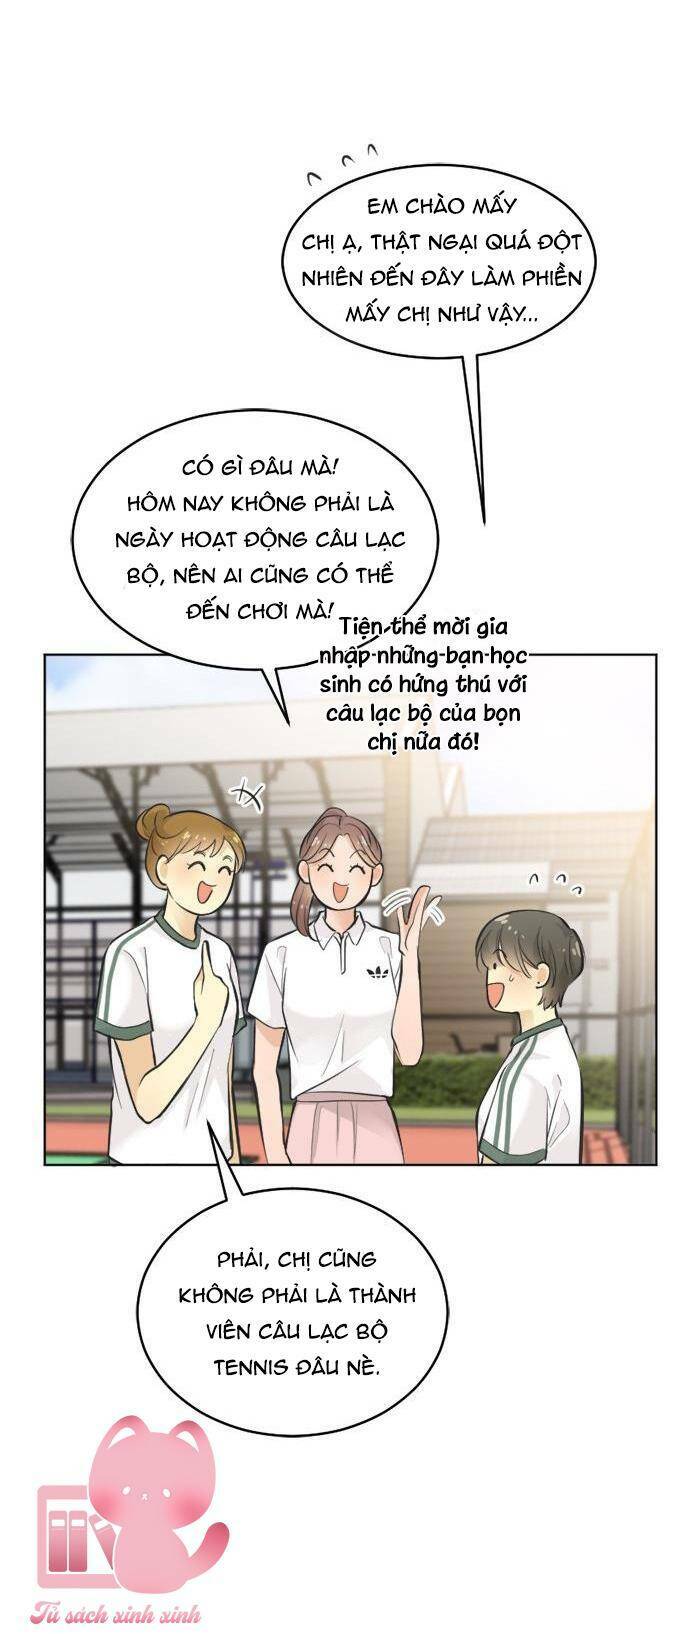 EM CHÀO MẤY
CHỊ Ạ, THẬT NGẠI QUÁ ĐỘT
NHIÊN ĐẾN ĐÂY LÀM PHIỀN
MẤY CHỊ NHƯ VẬY...
CÓ GÌ ĐÂU MÀ!
HÔM NAY KHÔNG PHẢI LÀ
NGÀY HOẠT ĐỘNG CÂU LẠC
BỘ, NÊN AI CŨNG CÓ THỂ
ĐẾN CHƠI MÀ!
Tiện thể mời gia
nhập những bạn học
sinh có hứng thú với
câu lạc bộ của bọn
chị nữa đó!
PHẢI, CHỊ CŨNG
KHÔNG PHẢI LÀ THÀNH
VIÊN CÂU LẠC BỘ
TENNIS ĐÂU NÈ.
Tủ sách xinh xinh